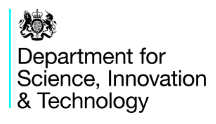 Department for
Science, Innovation
& Technology